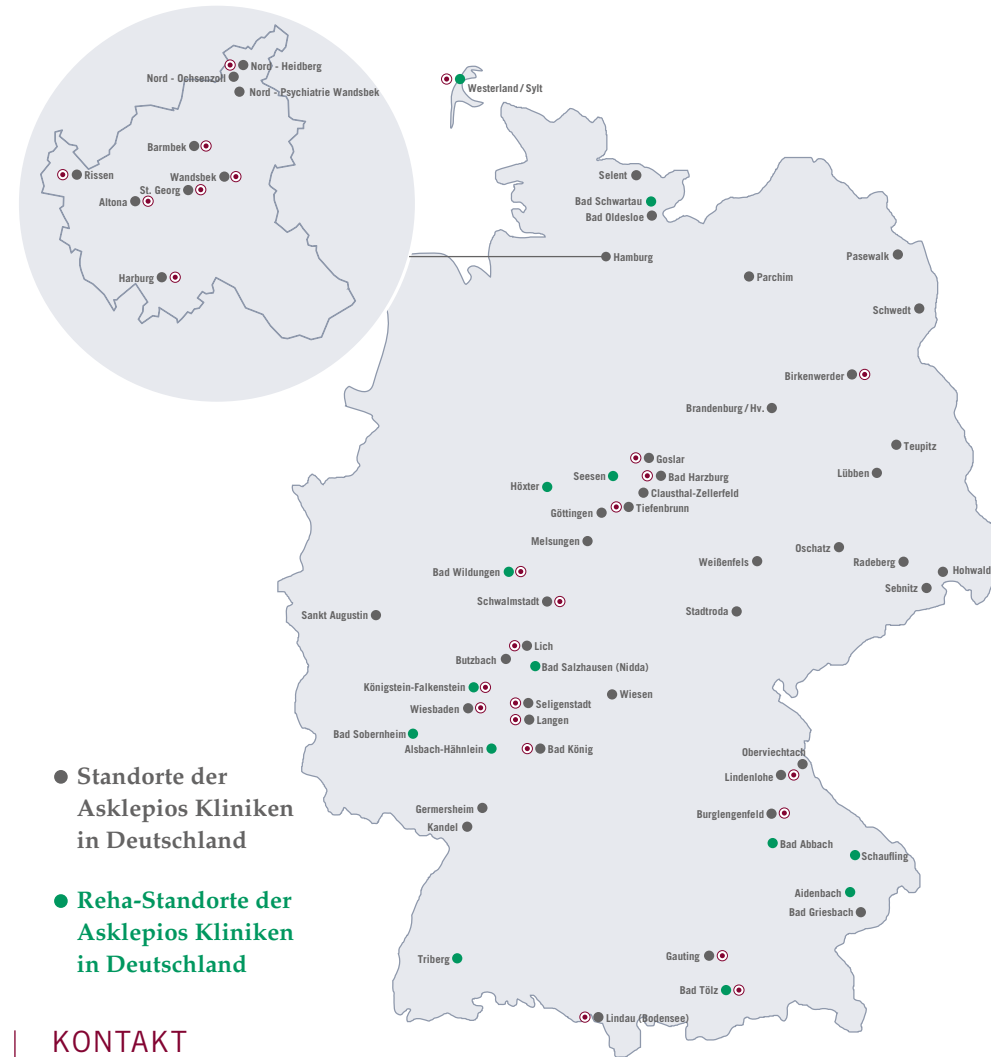 Nord - Heidberg
Nord - Ochsenzoll
Nord - Psychiatrie Wandsbek
Barmbek
Rissen
Wandsbek
St. Georg
Altona
Harburg
Westerland/Sylt
Selent
Bad Schwartau
Bad Oldesloe
Hamburg
Pasewalk
Parchim
Schwedt
Birkenwerder
Brandenburg/Hv.
Teupitz
Goslar
Lübben
Seesen
Bad Harzburg
Höxter
Clausthal-Zellerfeld
Tiefenbrunn
Göttingen
Melsungen
Oschatz
Weißenfels
Radeberg
Hohwald
Bad Wildungen
Sebnitz
Schwalmstadt
Stadtroda
Sankt Augustin
Lich
Butzbach
Bad Salzhausen (Nidda)
Königstein-Falkenstein
Wiesen
Seligenstadt
Wiesbaden
Langen
Bad Sobernheim
Alsbach-Hähnlein
Bad König
Oberviechtach
Lindenlohe
Germersheim
Burglengenfeld
Kandel
Bad Abbach
Schaufling
Aidenbach
Bad Griesbach
Triberg
Gauting
Bad Tölz
Lindau (Bodensee)
Standorte der
Asklepios Kliniken
in Deutschland
Reha-Standorte der
Asklepios Kliniken
in Deutschland
| KONTAKT